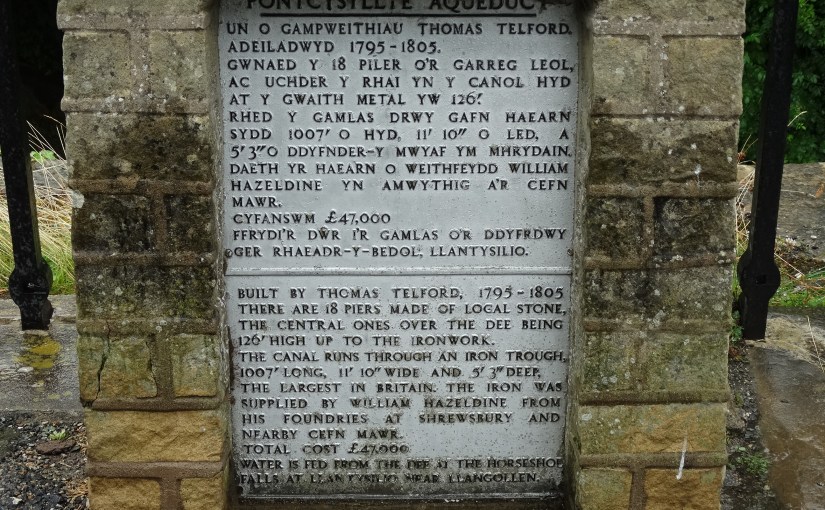 PONTCYSYLLTE AQUEDUCT
UN O GAMPWEITHIAU THOMAS TELFORD.
ADEILADWYD 1795-1805.
GWNAED Y 18 PILER O'R GARREG LEOL,
AC UCHDER Y RHAI YN Y CANOL HYD
AT Y GWAITH METAL YW 126'.
RHED Y GAMLAS DRWY GAFN HAEARN
SYDD 1007' O HYD, 11' 10" O LED, A
5' 3" O DDYFNDER-Y MWYAF YM MHRYDAIN.
DAETH YR HAEARN O WEITHFEYDD WILLIAM
HAZELDINE YN AMWYTHIG A'R CEFN
MAWR.
CYFANSWM £47,000
FFRYDI'R DWR I'R GAMLAS O'R DDYFRDWY
GER RHAEADR-Y-BEDOL, LLANTYSILIO.
BUILT BY THOMAS TELFORD, 1795-1805
THERE ARE 18 PIERS MADE OF LOCAL STONE,
THE CENTRAL ONES OVER THE DEE BEING
126' HIGH UP TO THE IRONWORK.
THE CANAL RUNS THROUGH AN IRON TROUGH,
1007' LONG, 11' 10" WIDE AND 5' 3" DEEP,
THE LARGEST IN BRITAIN. THE IRON WAS
SUPPLIED BY WILLIAM HAZELDINE FROM
HIS FOUNDRIES AT SHREWSBURY AND
NEARBY CEFN MAWR.
TOTAL COST £47,000
WATER IS FED FROM THE DEE AT THE HORSESHOE
FALLS AT LLANTYSILIO NEAR LLANGOLLEN.